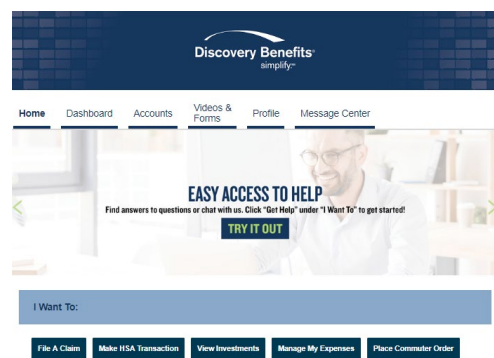 Discovery Benefits®
simplify℠
Home Dashboard Accounts Videos & Forms Profile Message Center
EASY ACCESS TO HELP
Find answers to questions or chat with us. Click "Get Help" under "I Want To" to get started!
TRY IT OUT
I Want To:
File A Claim Make HSA Transaction View Investments Manage My Expenses Place Commuter Order